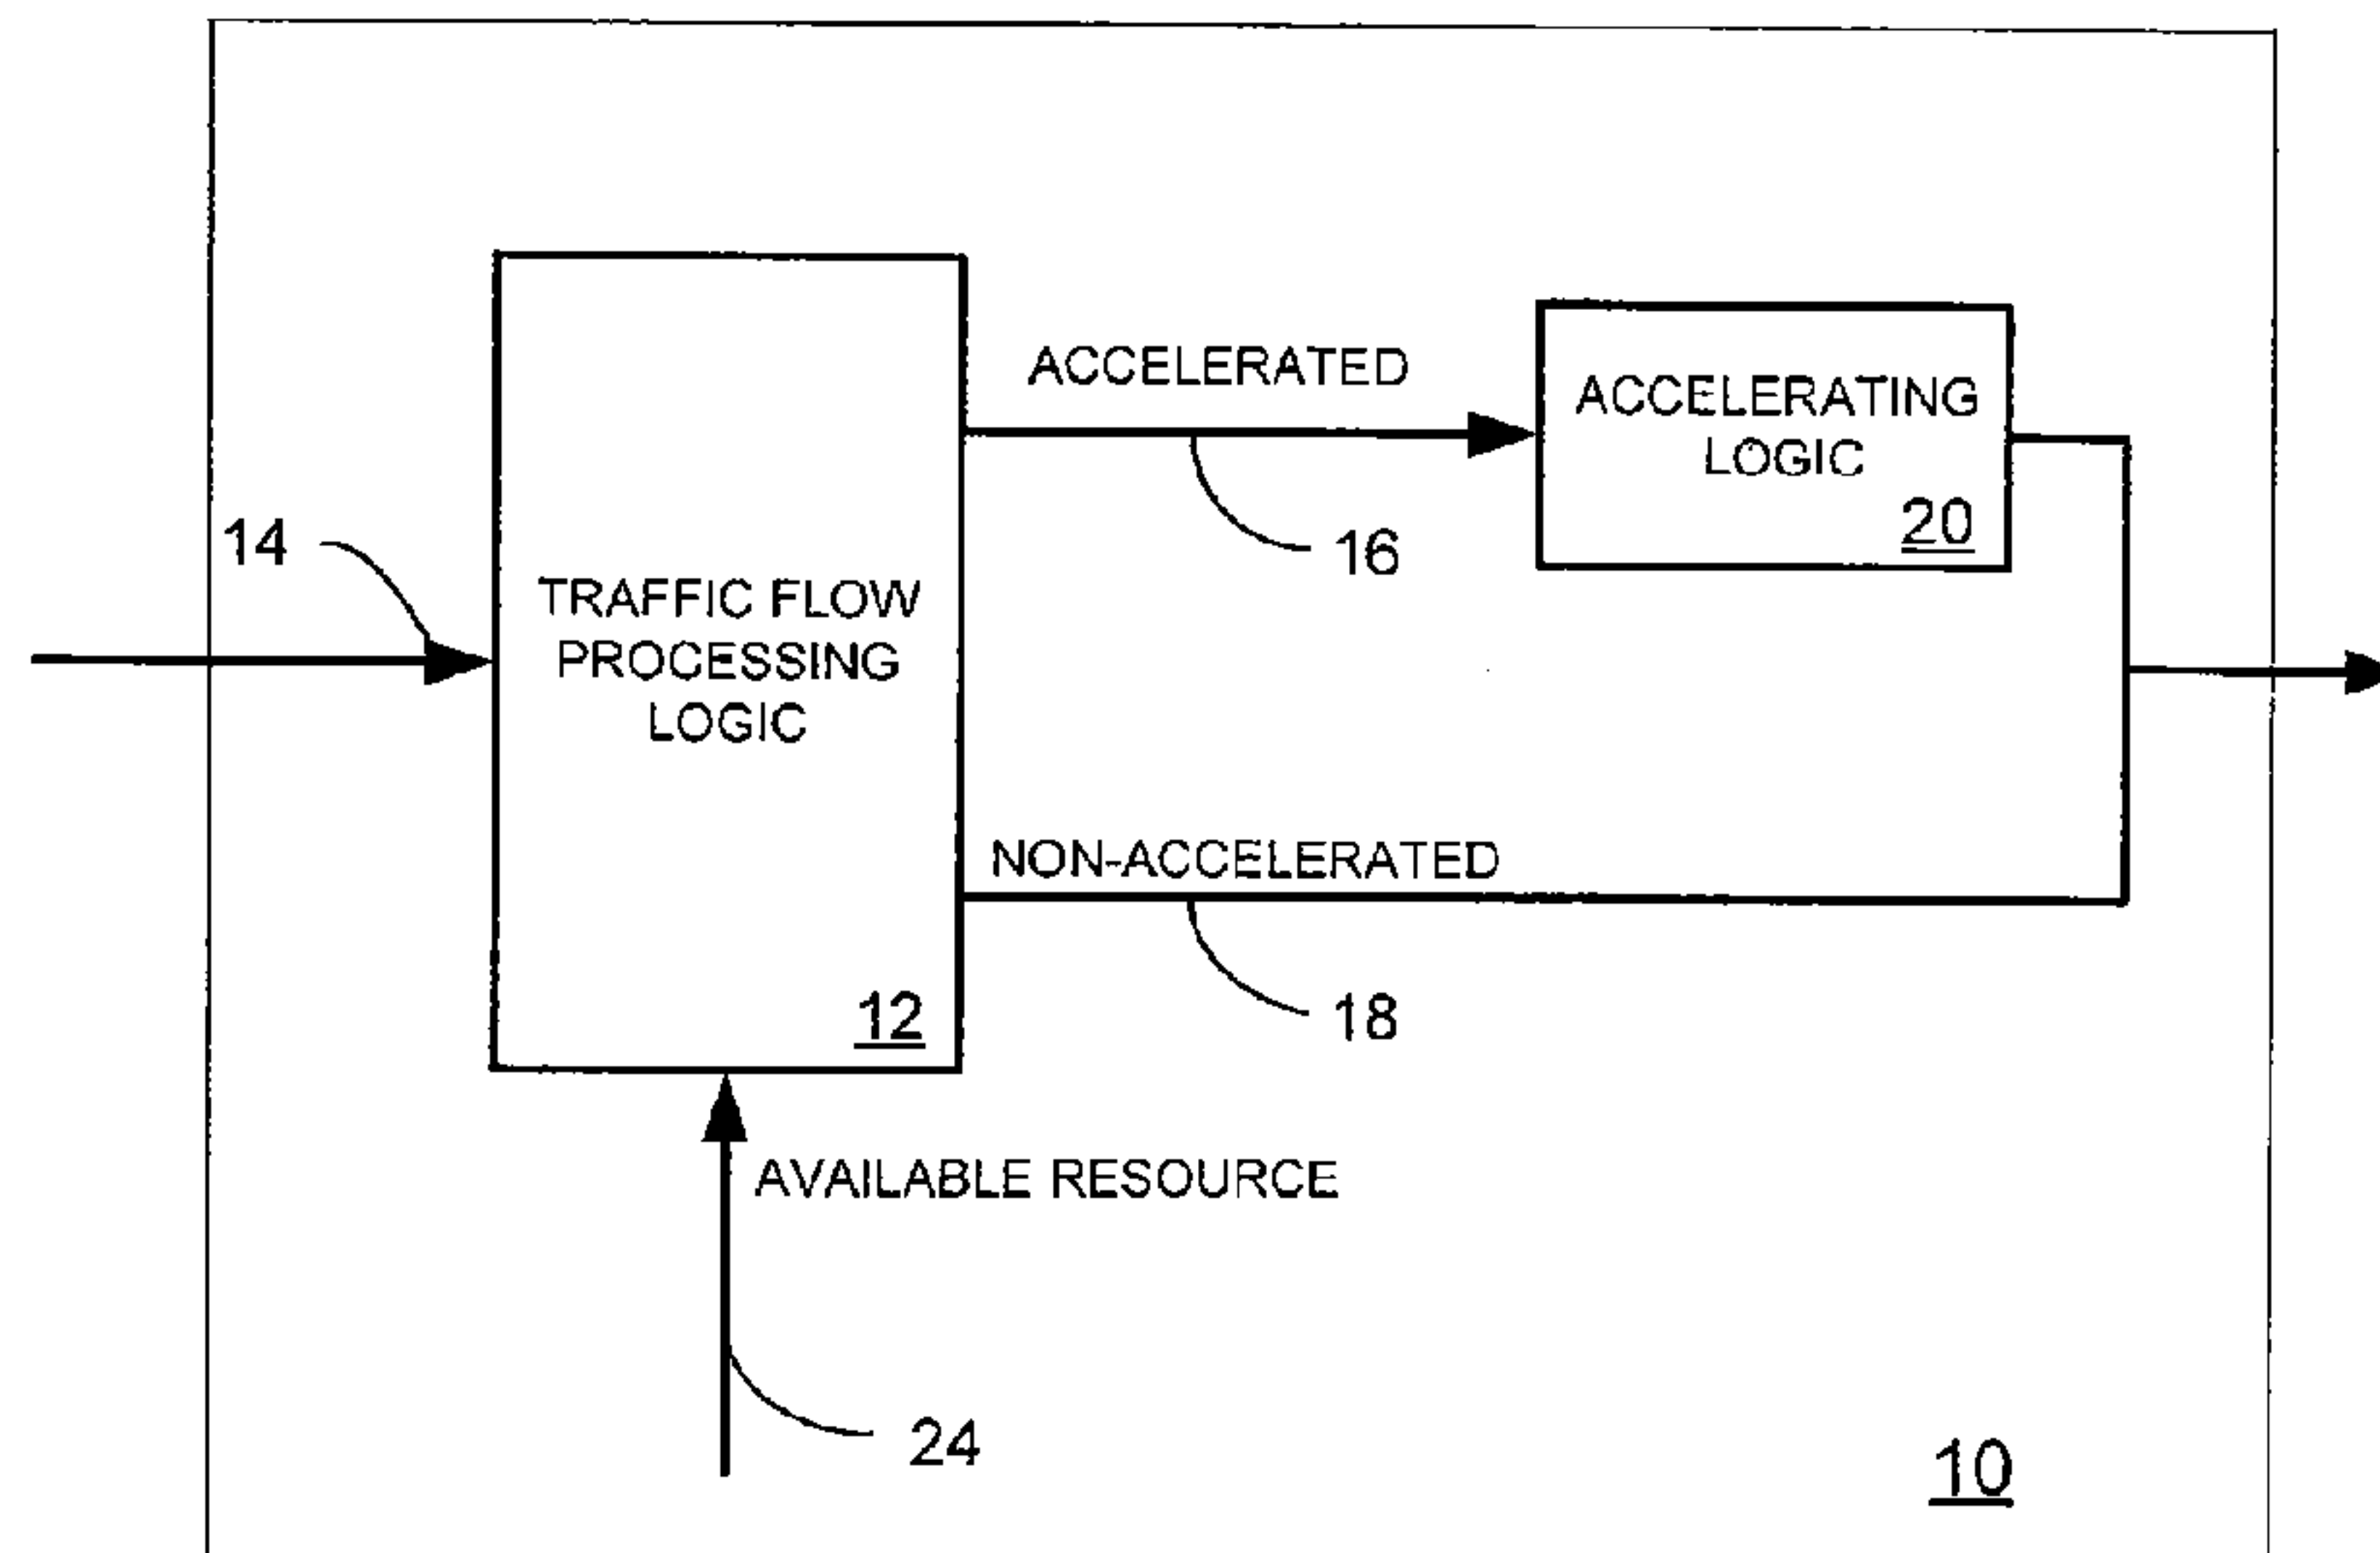 ACCELERATED
ACCELERATING
LOGIC
20
14
16
TRAFFIC FLOW
PROCESSING
LOGIC
NON-ACCELERATED
12
18
AVAILABLE RESOURCE
24
10